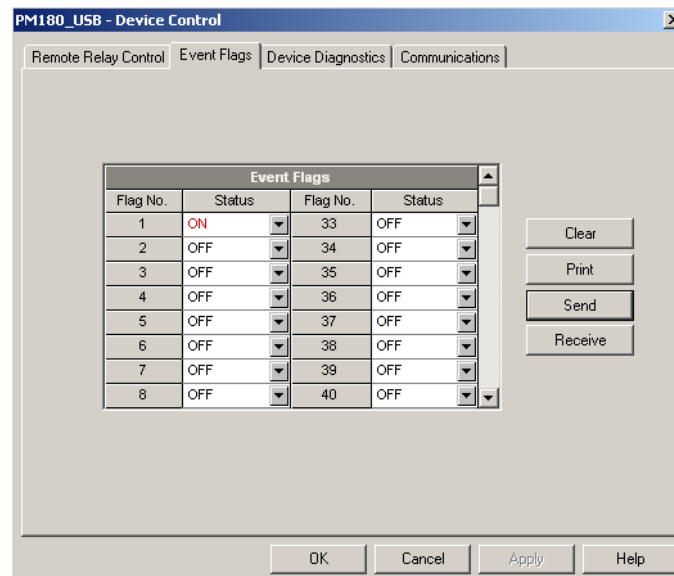 PM180_USB - Device Control
Remote Relay Control Event Flags Device Diagnostics Communications
Event Flags
Flag No. Status Flag No. Status
1 ON 33 OFF
2 OFF 34 OFF
3 OFF 35 OFF
4 OFF 36 OFF
5 OFF 37 OFF
6 OFF 38 OFF
7 OFF 39 OFF
8 OFF 40 OFF
Clear
Print
Send
Receive
OK Cancel Apply Help